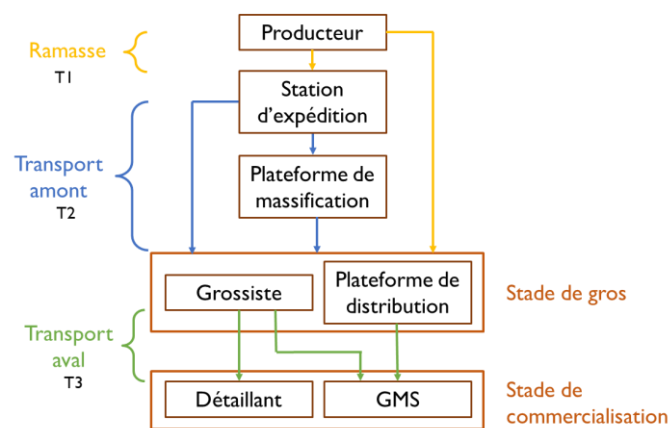 Producteur
Ramasse
T1
Station
d'expédition
Transport
amont
T2
Plateforme de
massification
Grossiste
Plateforme de
distribution
Stade de gros
Transport
aval
T3
Détaillant
GMS
Stade de
commercialisation